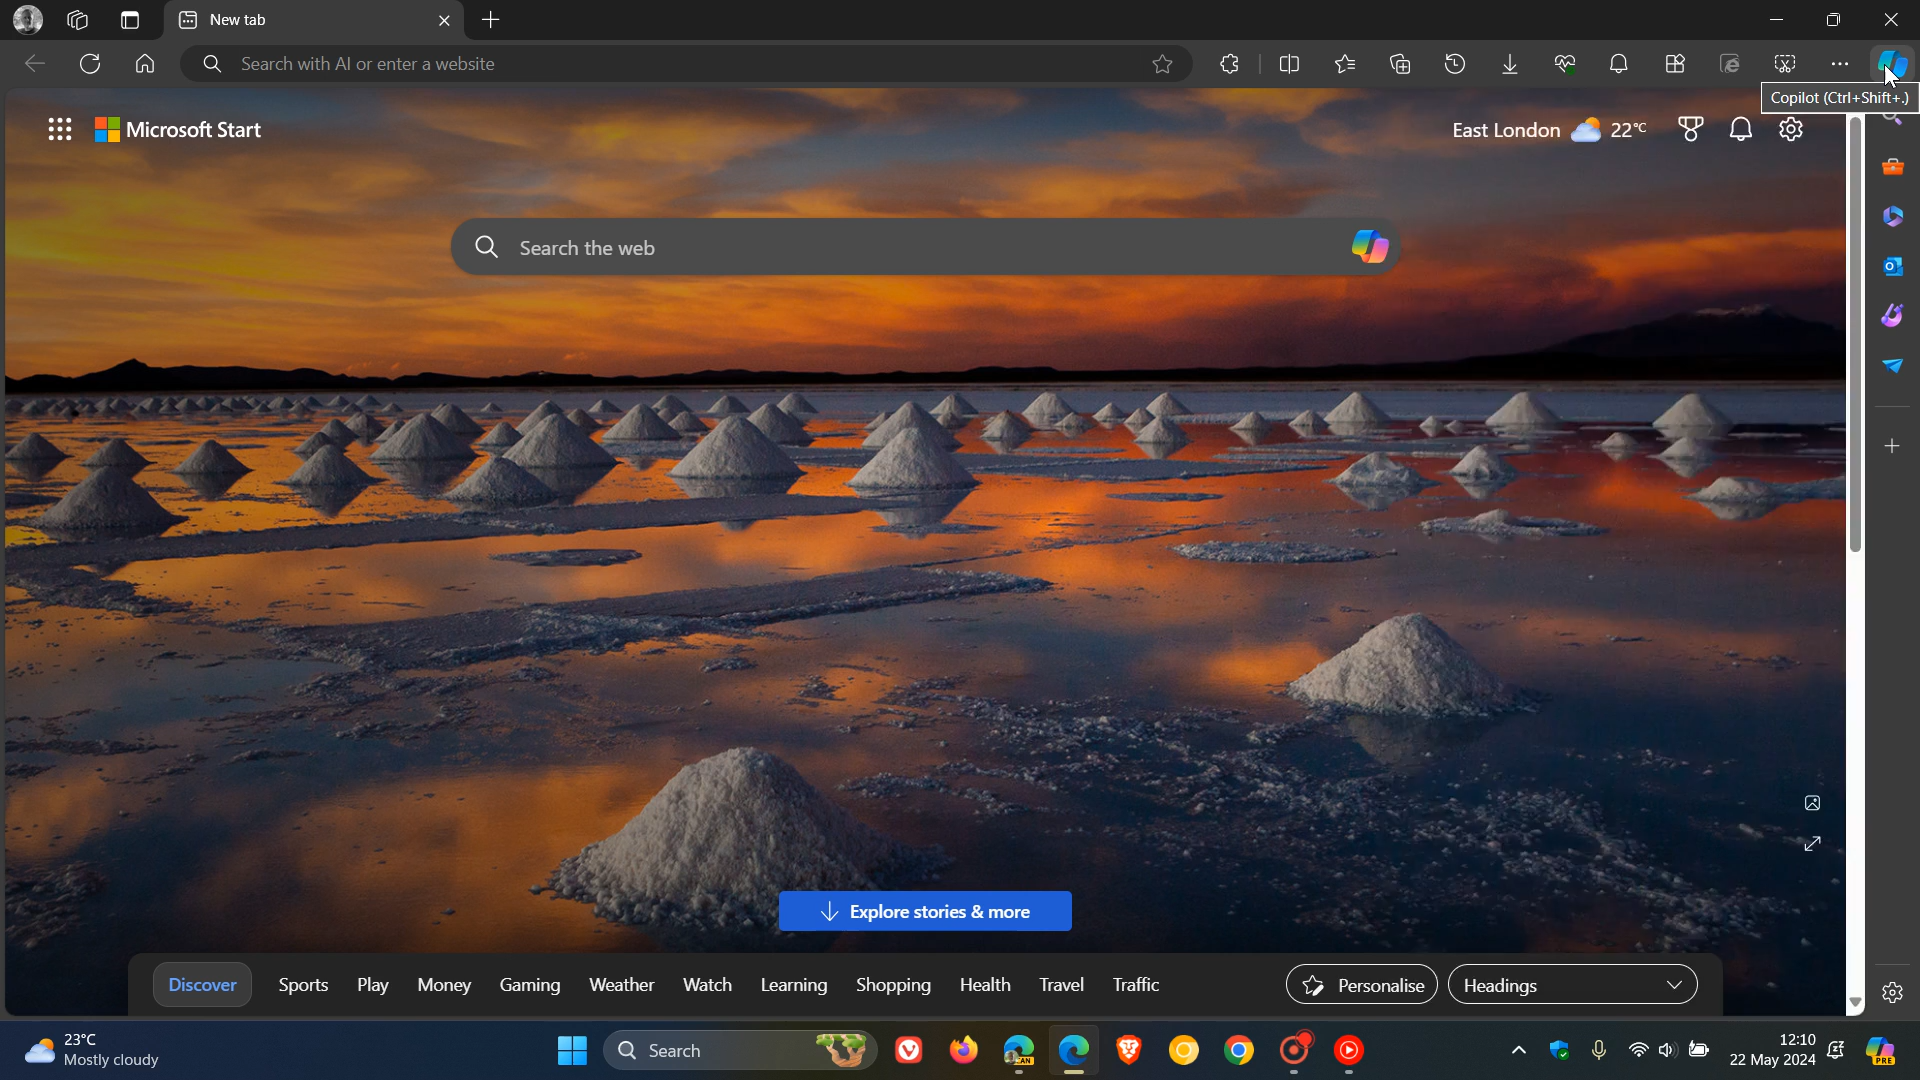 New tab
Search with AI or enter a website
Copilot (Ctrl+Shift+.)
Microsoft Start
East London 22°C
Search the web
Explore stories & more
Discover Sports Play Money Gaming Weather Watch Learning Shopping Health Travel Traffic Personalise Headings
23°C
Mostly cloudy
Search
CAN
12:10
22 May 2024
PRE